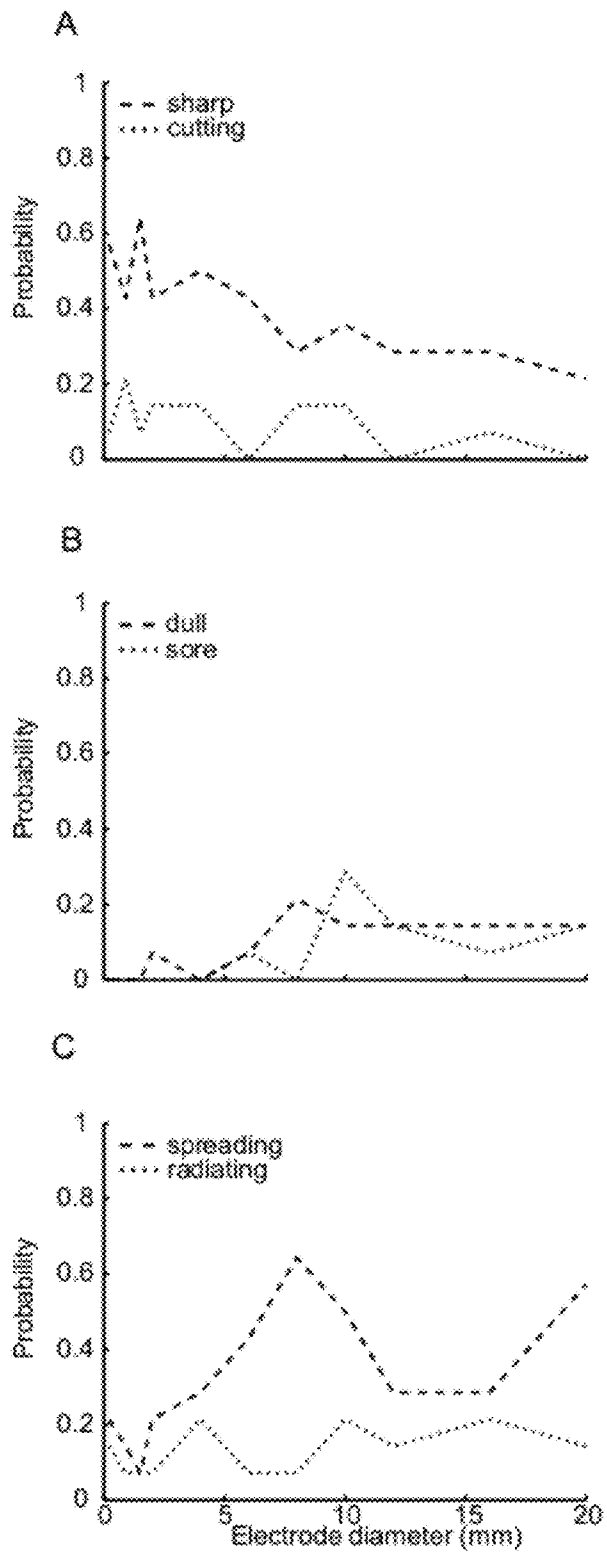 A
1
sharp
cutting
0.8
0.6
0.4
0.2
0
Probability
B
1
dull
sore
0.8
0.6
0.4
0.2
0
Probability
C
1
spreading
radiating
0.8
0.6
0.4
0.2
0
Probability
0 5 10 15 20
Electrode diameter (mm)